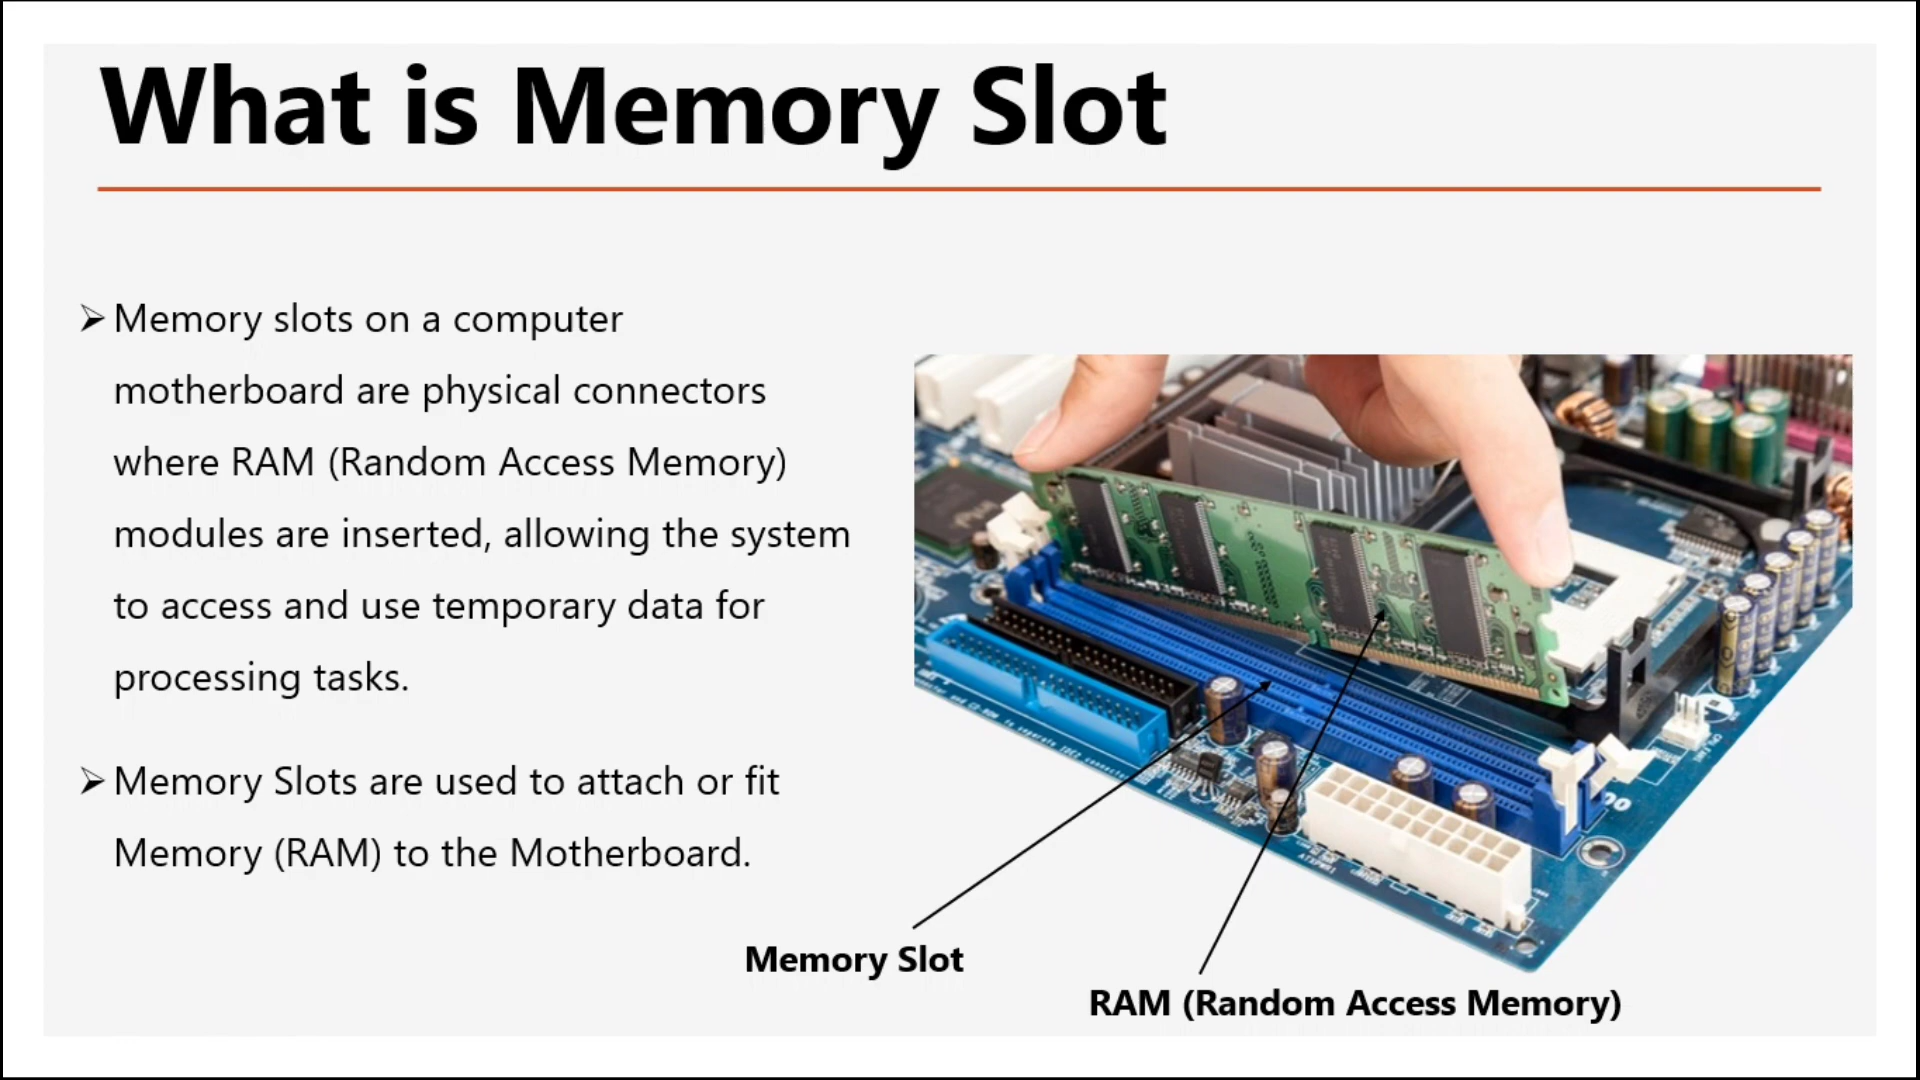 What is Memory Slot
➢ Memory slots on a computer
motherboard are physical connectors
where RAM (Random Access Memory)
modules are inserted, allowing the system
to access and use temporary data for
processing tasks.
➢ Memory Slots are used to attach or fit
Memory (RAM) to the Motherboard.
Memory Slot
RAM (Random Access Memory)